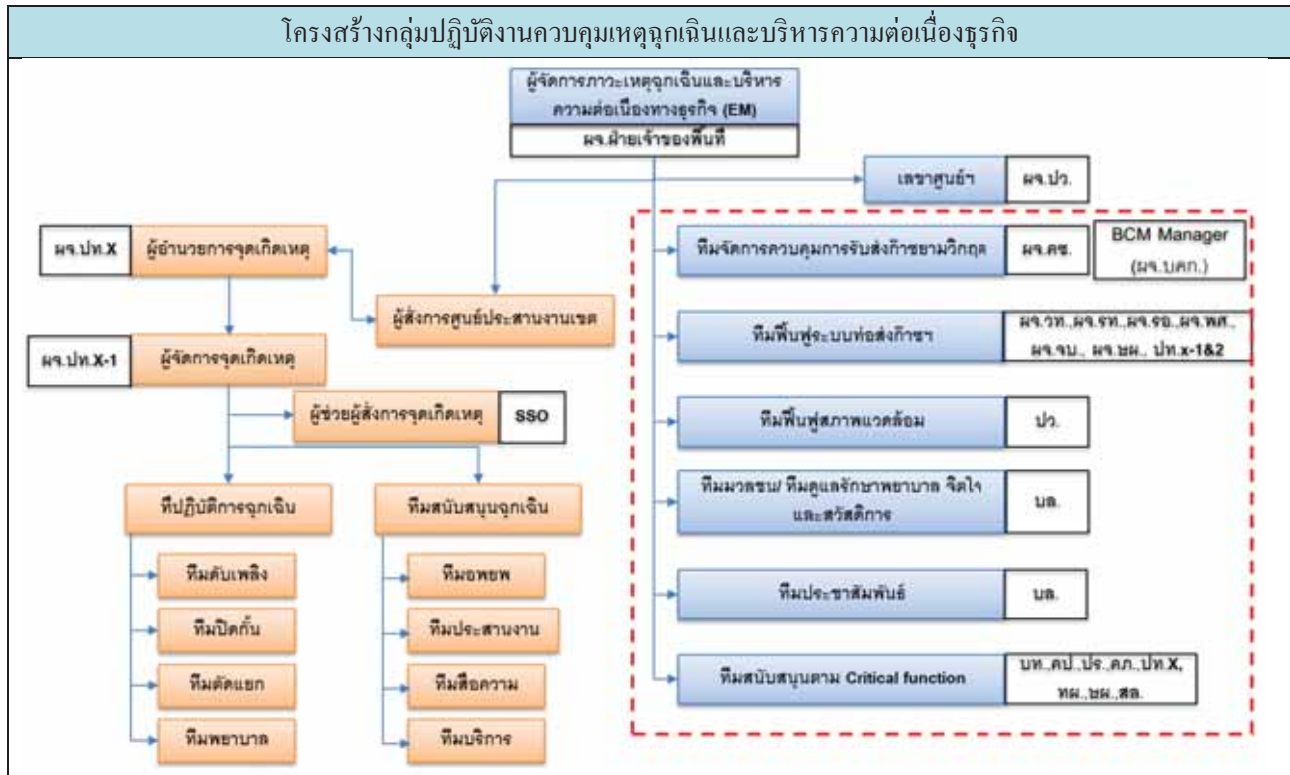 โครงสร้างกลุ่มปฏิบัติงานควบคุมเหตุฉุกเฉินและบริหารความต่อเนื่องธุรกิจ
ผู้จัดการภาวะเหตุฉุกเฉินและบริหาร
ความต่อเนื่องทางธุรกิจ (EM)
ผจ.ฝ่ายเจ้าของพื้นที่
เลขาศูนย์ฯ
ผจ.ปว.
ผจ.ปท.X
ผู้อำนวยการจุดเกิดเหตุ
ผู้สั่งการศูนย์ประสานงานเขต
ผจ.ปท.X-1
ผู้จัดการจุดเกิดเหตุ
ผู้ช่วยผู้สั่งการจุดเกิดเหตุ
SSO
ทีปฏิบัติการฉุกเฉิน
ทีมดับเพลิง
ทีมปิดกั้น
ทีมตัดแยก
ทีมพยาบาล
ทีมสนับสนุนฉุกเฉิน
ทีมอพยพ
ทีมประสานงาน
ทีมสื่อความ
ทีมบริการ
ทีมจัดการควบคุมการรับส่งก๊าซยามวิกฤต
ผจ.คซ.
BCM Manager
(ผจ.บคก.)
ทีมฟื้นฟูระบบท่อส่งก๊าซฯ
ผจ.วท.,ผจ.รท.,ผจ.รอ.,ผจ.พศ.,
ผจ.จบ., ผจ.ษผ., ปท.x-1&2
ทีมฟื้นฟูสภาพแวดล้อม
ปว.
ทีมมวลชน/ ทีมดูแลรักษาพยาบาล จิตใจ
และสวัสดิการ
บล.
ทีมประชาสัมพันธ์
บล.
ทีมสนับสนุนตาม Critical function
บท.,คป.,ปร.,คภ.,ปท.X,
ทผ.,ษผ.,สล.